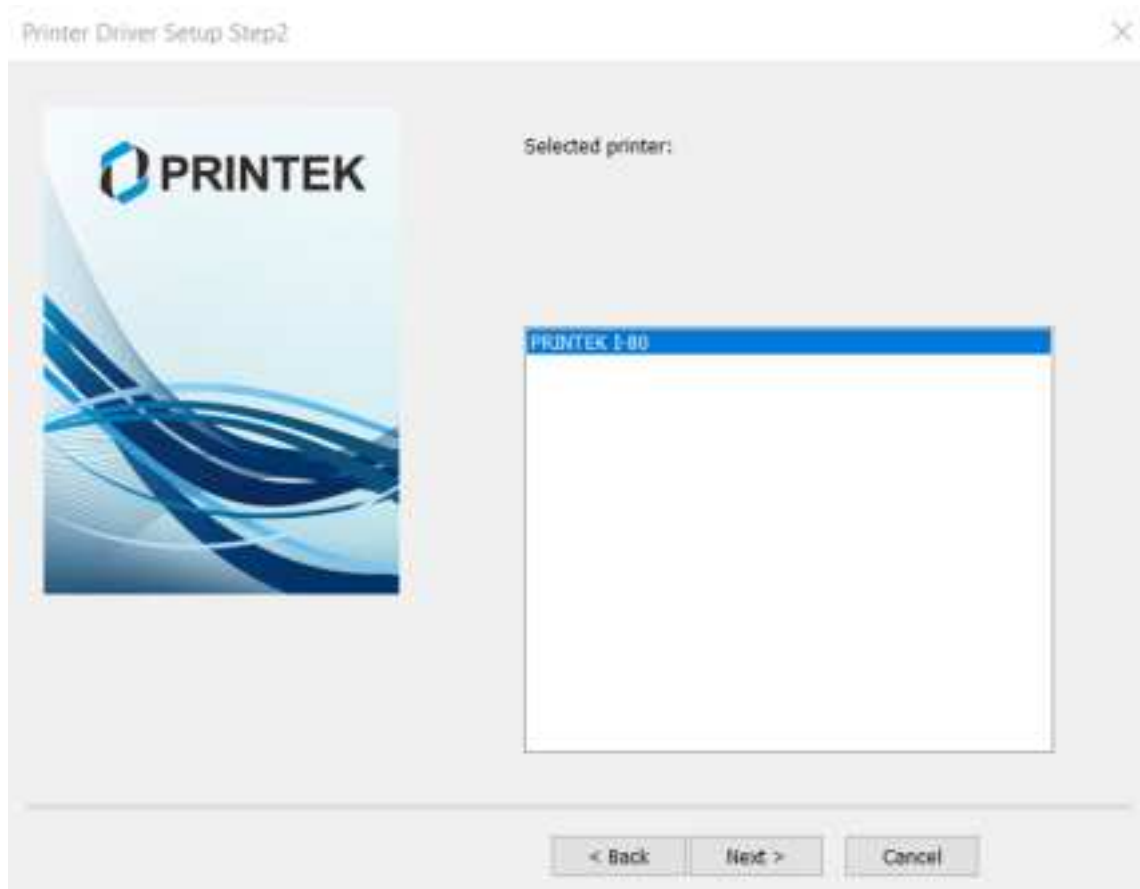 Printer Driver Setup Step2
PRINTEK
Selected printer:
PRINTEK I-80
< Back
Next >
Cancel